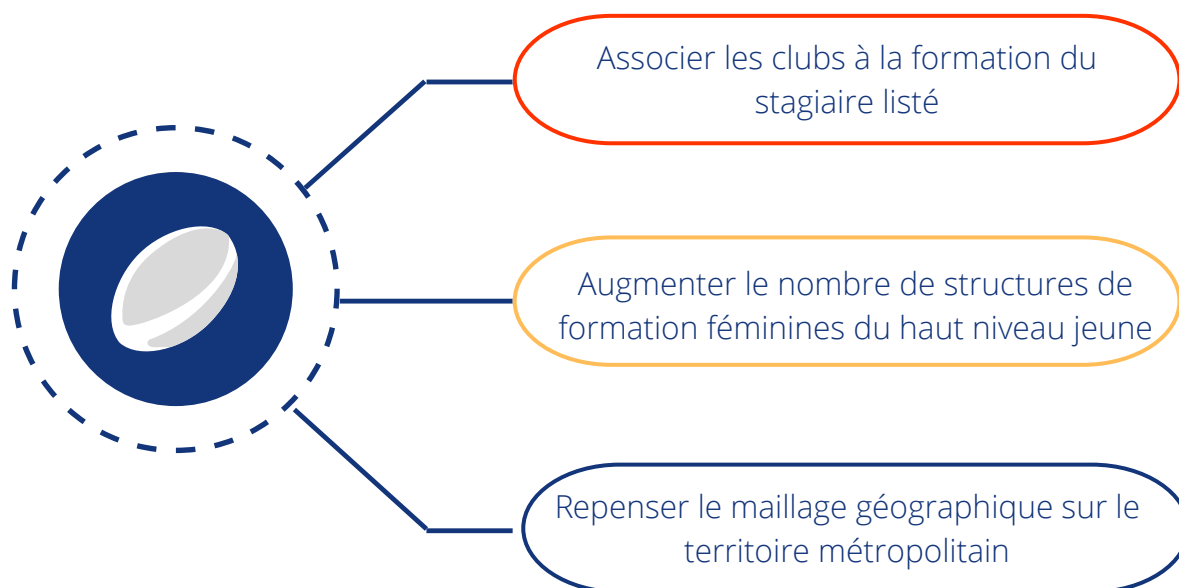 Associer les clubs à la formation du
stagiaire listé
Augmenter le nombre de structures de
formation féminines du haut niveau jeune
Repenser le maillage géographique sur le
territoire métropolitain